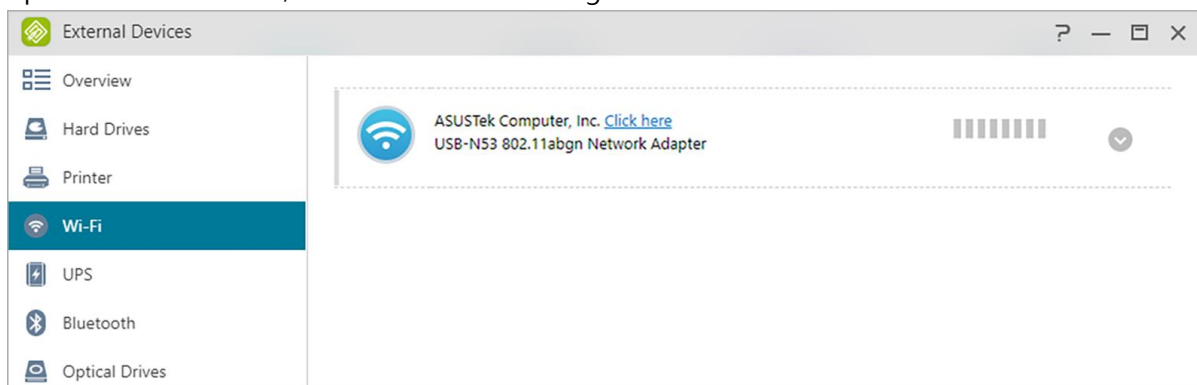 External Devices
Overview
Hard Drives
Printer
Wi-Fi
UPS
Bluetooth
Optical Drives
ASUSTek Computer, Inc. Click here
USB-N53 802.11abgn Network Adapter